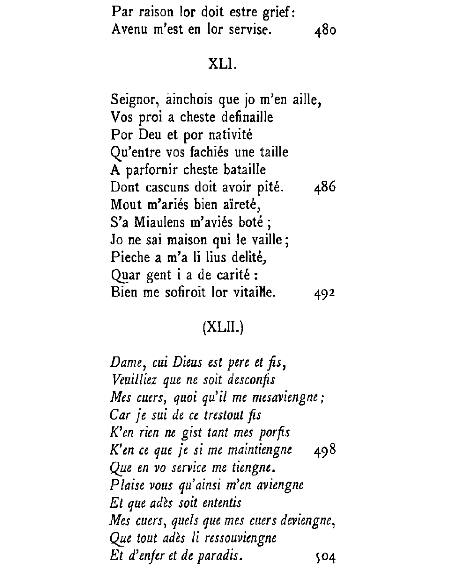 Par raison lor doit estre grief:
Avenu m'est en lor servise. 480
XLI.
Seignor, ainchois que jo m'en aille,
Vos proi a cheste definaille
Por Deu et por nativité
Qu'entre vos fachiés une taille
A parfornir cheste bataille
Dont cascuns doit avoir pité. 486
Mout m'ariés bien aïreté,
S'a Miaulens m'aviés boté;
Jo ne sai maison qui le vaille;
Pieche a m'a li lius delité,
Quar gent i a de carité:
Bien me sofiroit lor vitaille. 492
(XLII.)
Dame, cui Dieus est pere et fis,
Veuilliez que ne soit desconfis
Mes cuers, quoi qu'il me mesaviengne;
Car je sui de ce trestout fis
K'en rien ne gist tant mes porfis
K'en ce que je si me maintiengne 498
Que en vo service me tiengne.
Plaise vous qu'ainsi m'en aviengne
Et que adès soit ententis
Mes cuers, quels que mes cuers deviengne,
Que tout adès li ressouviengne
Et d'enfer et de paradis. 504